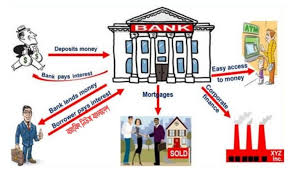 BANK
ATM
Deposits money
Easy access
to money
Bank pays interest
Bank lends money
Borrower pays interest
Mortgages
Corporate
finance
SOLD
XYZ
Inc.